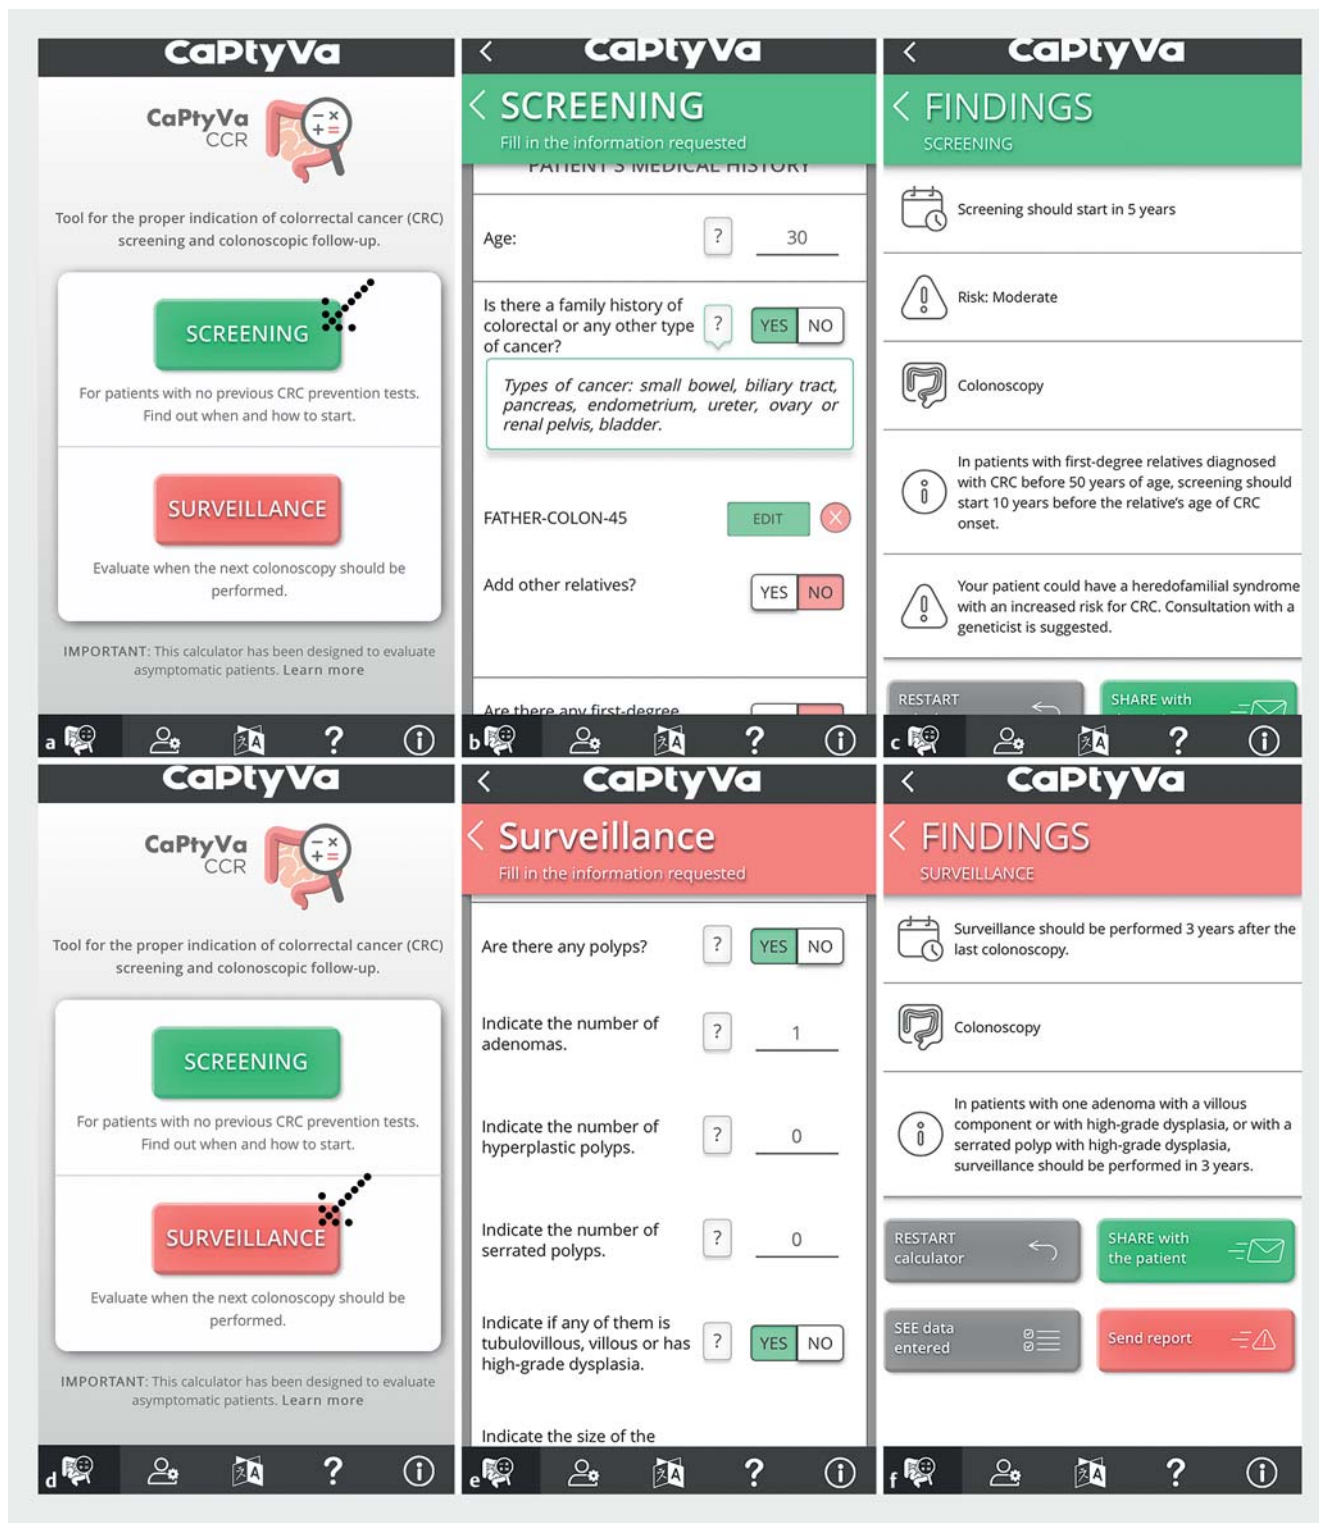 CaPtyVa
CaPtyVa
CCR
Tool for the proper indication of colorrectal cancer (CRC)
screening and colonoscopic follow-up.
SCREENING
For patients with no previous CRC prevention tests.
Find out when and how to start.
SURVEILLANCE
Evaluate when the next colonoscopy should be
performed.
IMPORTANT: This calculator has been designed to evaluate
asymptomatic patients. Learn more
a
?
CaPtyVa
SCREENING
Fill in the information requested
PATIENT'S MEDICAL HISTORY
Age: ? 30
Is there a family history of
colorectal or any other type ? YES NO
of cancer?
Types of cancer: small bowel, biliary tract,
pancreas, endometrium, ureter, ovary or
renal pelvis, bladder.
FATHER-COLON-45 EDIT
Add other relatives? YES NO
Are there any first-degree
b
?
CaPtyVa
FINDINGS
SCREENING
Screening should start in 5 years
Risk: Moderate
Colonoscopy
In patients with first-degree relatives diagnosed
with CRC before 50 years of age, screening should
start 10 years before the relative's age of CRC
onset.
Your patient could have a heredofamilial syndrome
with an increased risk for CRC. Consultation with a
geneticist is suggested.
RESTART
SHARE with
c
?
CaPtyVa
CaPtyVa
CCR
Tool for the proper indication of colorrectal cancer (CRC)
screening and colonoscopic follow-up.
SCREENING
For patients with no previous CRC prevention tests.
Find out when and how to start.
SURVEILLANCE
Evaluate when the next colonoscopy should be
performed.
IMPORTANT: This calculator has been designed to evaluate
asymptomatic patients. Learn more
d
?
CaPtyVa
Surveillance
Fill in the information requested
Are there any polyps? ? YES NO
Indicate the number of
adenomas. ? 1
Indicate the number of
hyperplastic polyps. ? 0
Indicate the number of
serrated polyps. ? 0
Indicate if any of them is
tubulovillous, villous or has ? YES NO
high-grade dysplasia.
Indicate the size of the
e
?
CaPtyVa
FINDINGS
SURVEILLANCE
Surveillance should be performed 3 years after the
last colonoscopy.
Colonoscopy
In patients with one adenoma with a villous
component or with high-grade dysplasia, or with a
serrated polyp with high-grade dysplasia,
surveillance should be performed in 3 years.
RESTART
calculator
SHARE with
the patient
SEE data
entered
Send report
f
?